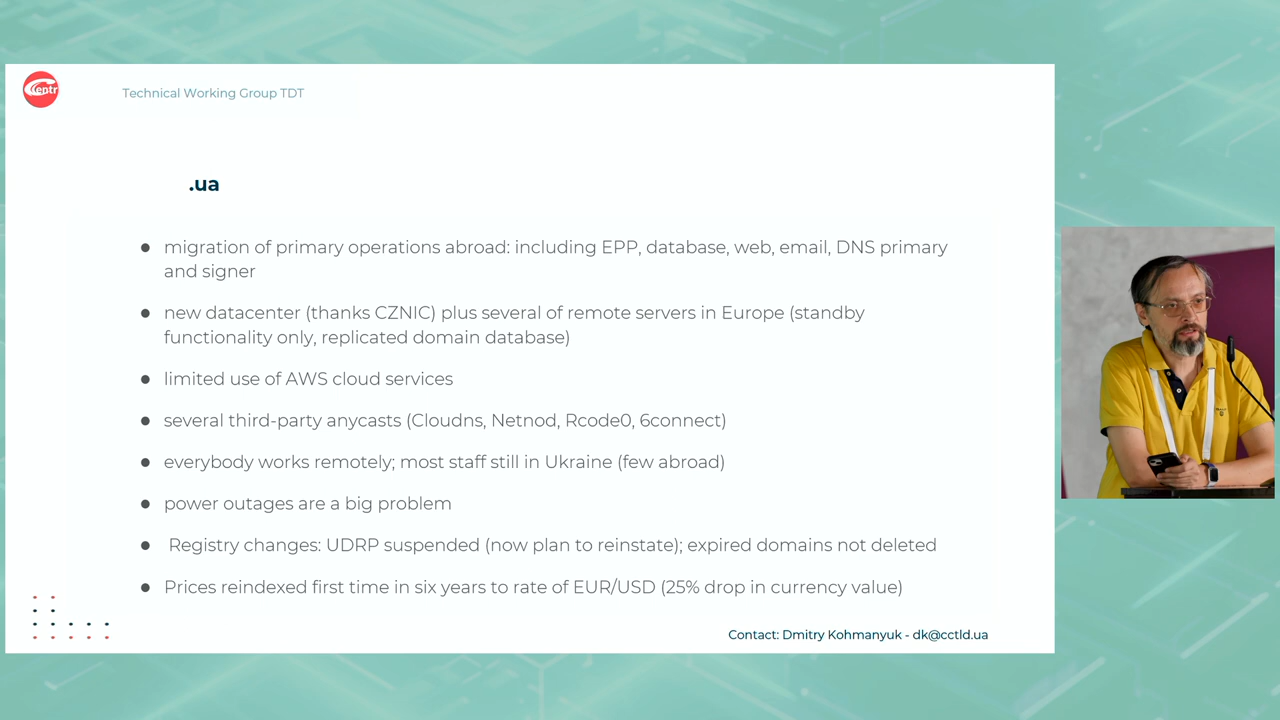 Centr
Technical Working Group TDT
.ua
● migration of primary operations abroad: including EPP, database, web, email, DNS primary
and signer
● new datacenter (thanks CZNIC) plus several of remote servers in Europe (standby
functionality only, replicated domain database)
● limited use of AWS cloud services
● several third-party anycasts (Cloudns, Netnod, Rcode0, 6connect)
● everybody works remotely; most staff still in Ukraine (few abroad)
● power outages are a big problem
● Registry changes: UDRP suspended (now plan to reinstate); expired domains not deleted
● Prices reindexed first time in six years to rate of EUR/USD (25% drop in currency value)
Contact: Dmitry Kohmanyuk - dk@cctld.ua